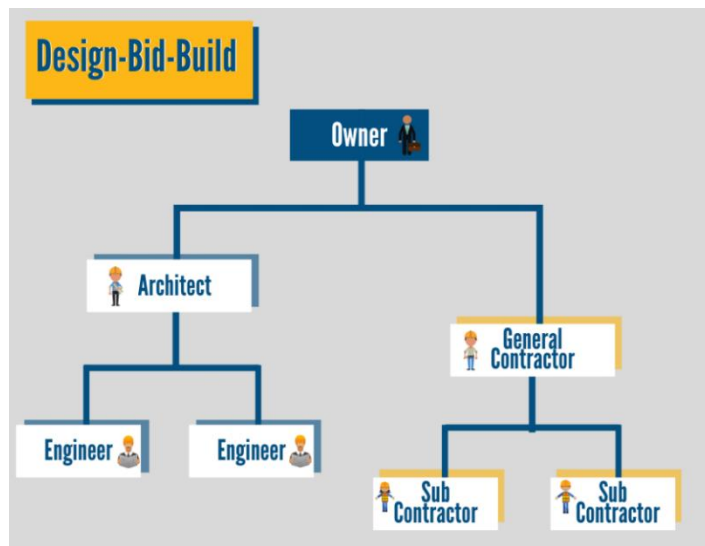 Design-Bid-Build
Owner
Architect
General
Contractor
Engineer
Engineer
Sub
Contractor
Sub
Contractor